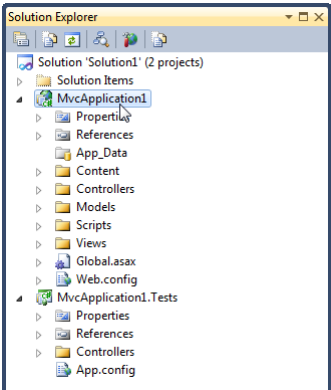 Solution Explorer
Solution 'Solution1' (2 projects)
Solution Items
MvcApplication1
Properties
References
App_Data
Content
Controllers
Models
Scripts
Views
Global.asax
Web.config
MvcApplication1.Tests
Properties
References
Controllers
App.config